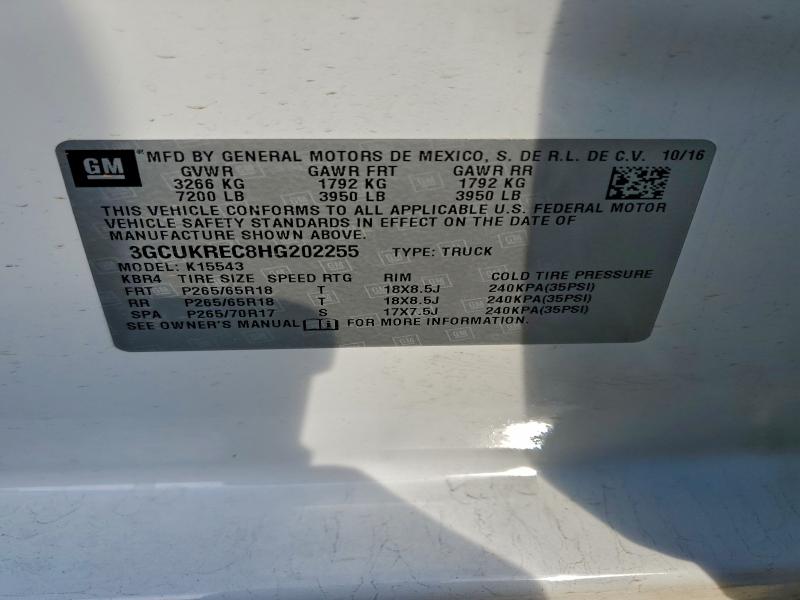 GM MFD BY GENERAL MOTORS DE MEXICO, S. DE R.L. DE C.V. 10/16
GVWR GAWR FRT GAWR RR
3266 KG 1792 KG 1792 KG
7200 LB 3950 LB 3950 LB
THIS VEHICLE CONFORMS TO ALL APPLICABLE U.S. FEDERAL MOTOR
VEHICLE SAFETY STANDARDS IN EFFECT ON THE DATE OF
MANUFACTURE SHOWN ABOVE.
3GCUKREC8HG202255 TYPE: TRUCK
MODEL: K15543
KBR4 TIRE SIZE SPEED RTG RIM COLD TIRE PRESSURE
FRT P265/65R18 T 18X8.5J 240KPA(35PSI)
RR P265/65R18 T 18X8.5J 240KPA(35PSI)
SPA P265/70R17 S 17X7.5J 240KPA(35PSI)
SEE OWNER'S MANUAL FOR MORE INFORMATION.